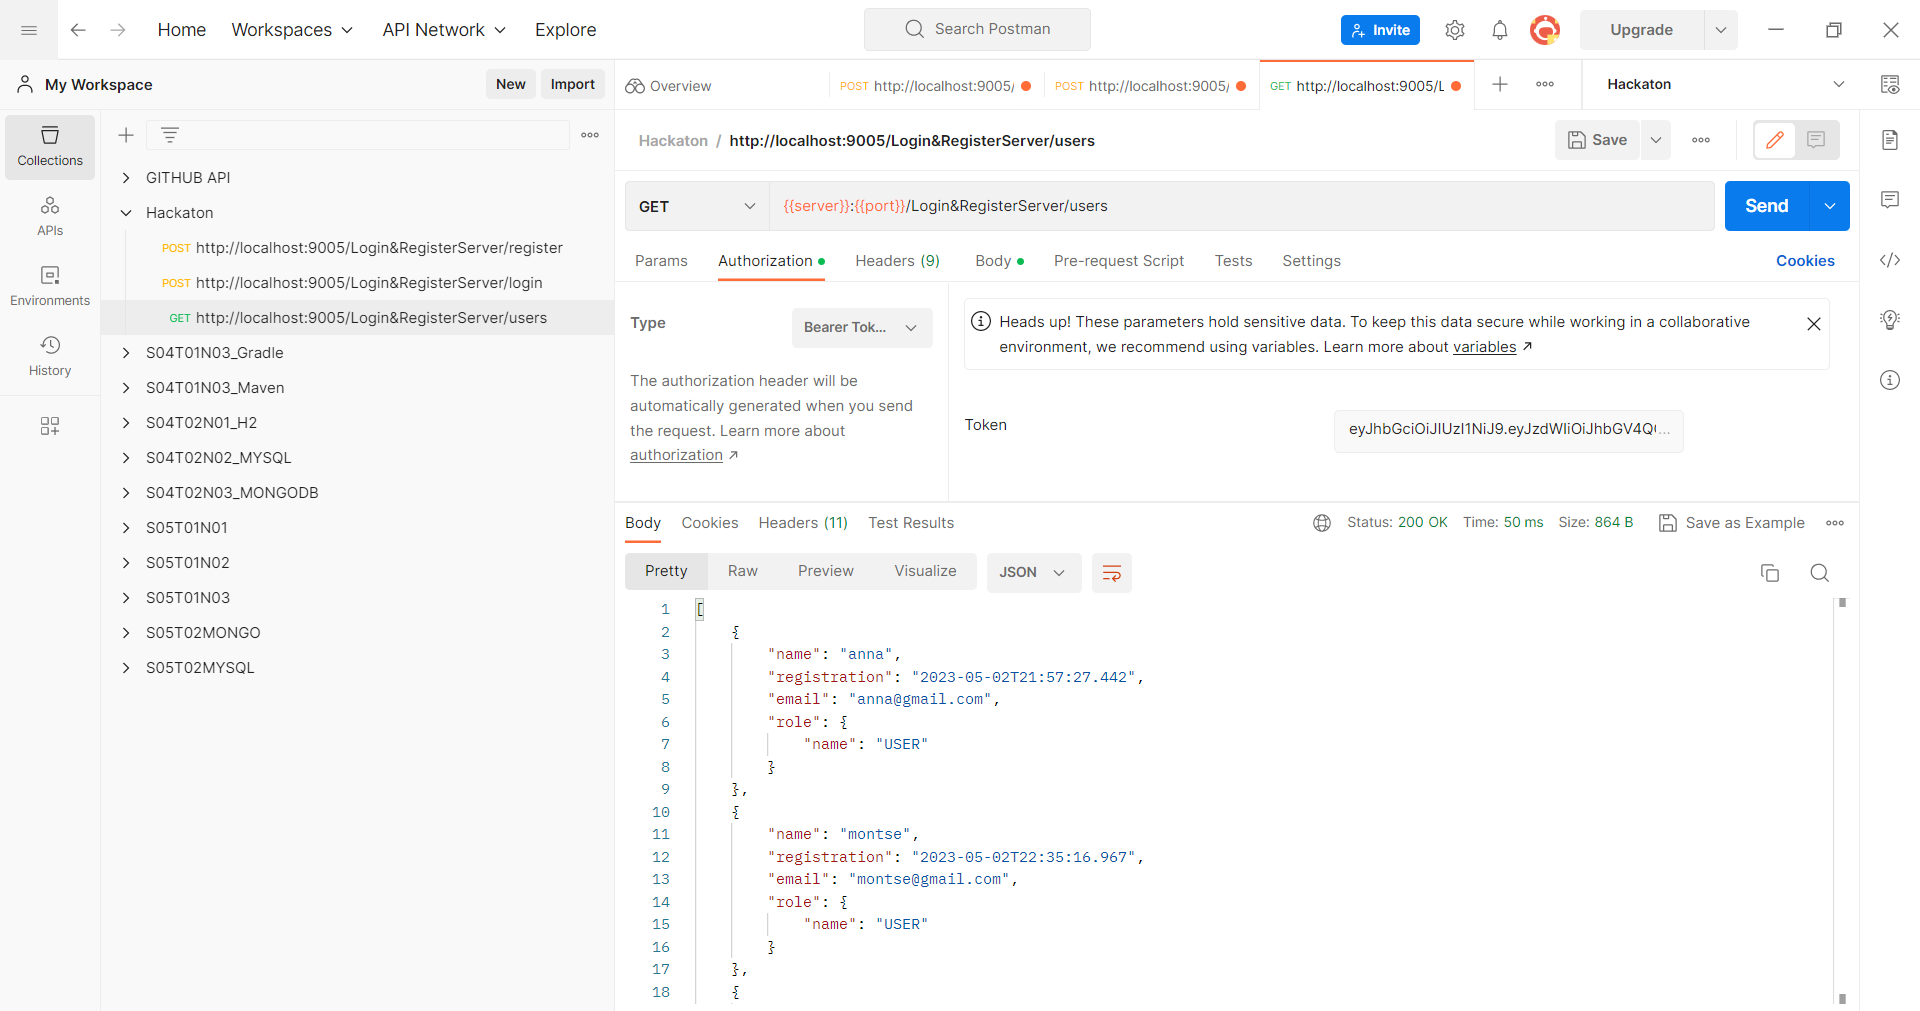 Home Workspaces API Network Explore Search Postman Invite Upgrade
My Workspace New Import
Overview POST http://localhost:9005/ POST http://localhost:9005/ GET http://localhost:9005/L Hackaton
Collections
APIs
Environments
History
GITHUB API
Hackaton
POST http://localhost:9005/Login&RegisterServer/register
POST http://localhost:9005/Login&RegisterServer/login
GET http://localhost:9005/Login&RegisterServer/users
S04T01N03_Gradle
S04T01N03_Maven
S04T02N01_H2
S04T02N02_MYSQL
S04T02N03_MONGODB
S05T01N01
S05T01N02
S05T01N03
S05T02MONGO
S05T02MYSQL
Hackaton / http://localhost:9005/Login&RegisterServer/users Save
GET {{server}}:{{port}}/Login&RegisterServer/users Send
Params Authorization Headers (9) Body Pre-request Script Tests Settings Cookies
Type Bearer Tok...
The authorization header will be
automatically generated when you send
the request. Learn more about
authorization ↗
Heads up! These parameters hold sensitive data. To keep this data secure while working in a collaborative
environment, we recommend using variables. Learn more about variables ↗
Token eyJhbGciOiJIUzI1NiJ9.eyJzdWIiOiJhbGV4Q...
Body Cookies Headers (11) Test Results Status: 200 OK Time: 50 ms Size: 864 B Save as Example
Pretty Raw Preview Visualize JSON
1 [
2 {
3 "name": "anna",
4 "registration": "2023-05-02T21:57:27.442",
5 "email": "anna@gmail.com",
6 "role": {
7 "name": "USER"
8 }
9 },
10 {
11 "name": "montse",
12 "registration": "2023-05-02T22:35:16.967",
13 "email": "montse@gmail.com",
14 "role": {
15 "name": "USER"
16 }
17 },
18 {